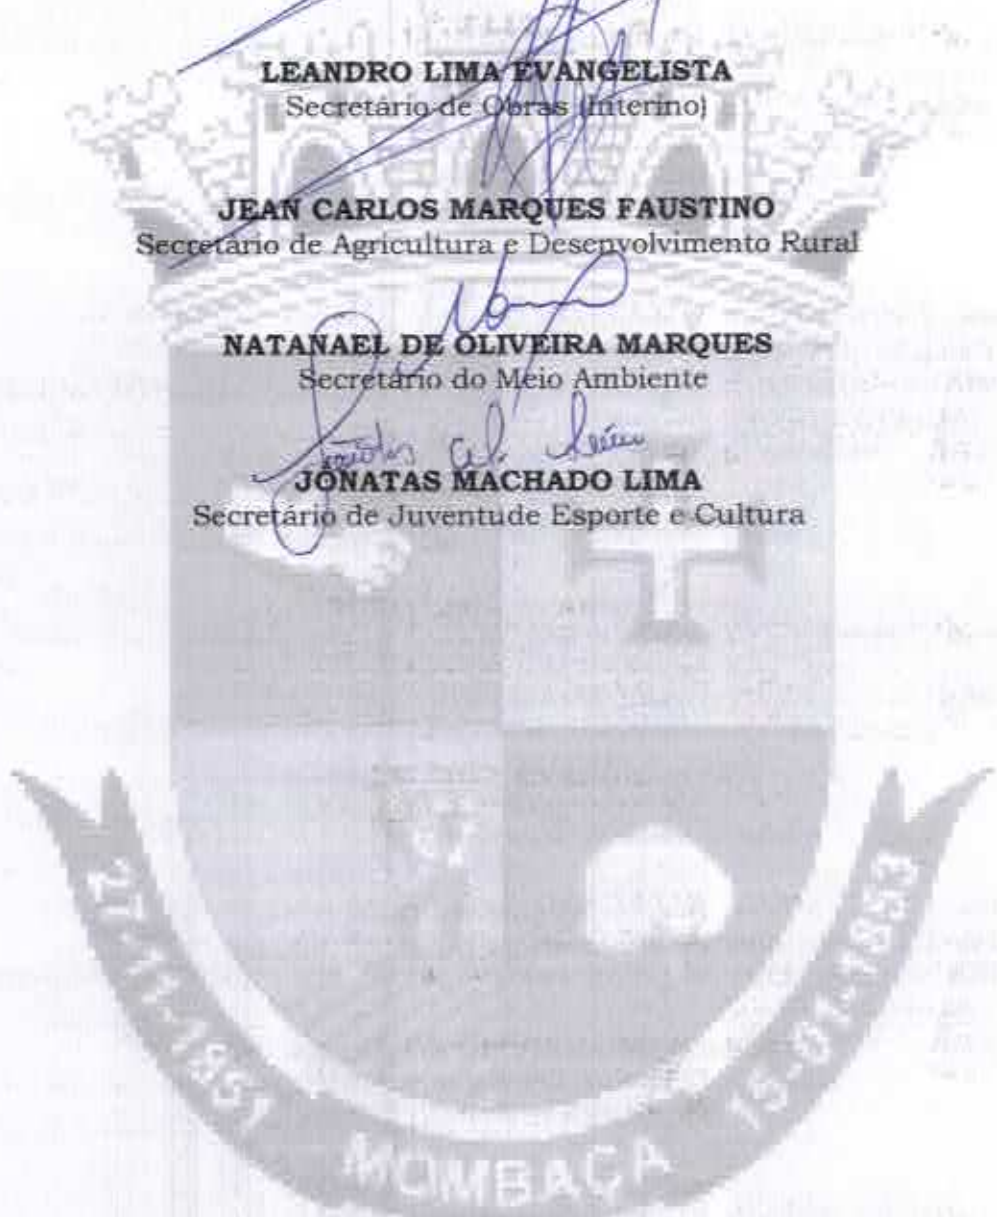 LEANDRO LIMA EVANGELISTA
Secretário de Obras (Interino)
JEAN CARLOS MARQUES FAUSTINO
Secretário de Agricultura e Desenvolvimento Rural
NATANAEL DE OLIVEIRA MARQUES
Secretário do Meio Ambiente
JONATAS MACHADO LIMA
Secretário de Juventude Esporte e Cultura
MOMBAÇA